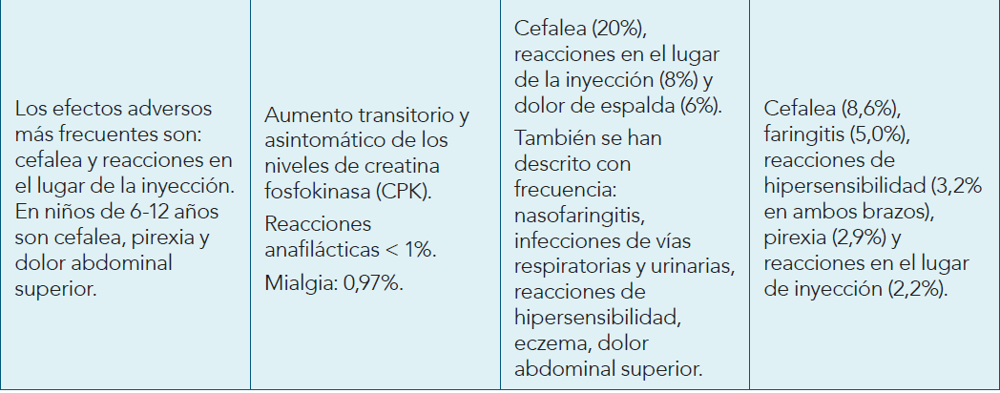 Los efectos adversos
más frecuentes son:
cefalea y reacciones en
el lugar de la inyección.
En niños de 6-12 años
son cefalea, pirexia y
dolor abdominal
superior.
Aumento transitorio y
asintomático de los
niveles de creatina
fosfokinasa (CPK).
Reacciones
anafilácticas < 1%.
Mialgia: 0,97%.
Cefalea (20%),
reacciones en el lugar
de la inyección (8%) y
dolor de espalda (6%).
También se han
descrito con
frecuencia:
nasofaringitis,
infecciones de vías
respiratorias y urinarias,
reacciones de
hipersensibilidad,
eczema, dolor
abdominal superior.
Cefalea (8,6%),
faringitis (5,0%),
reacciones de
hipersensibilidad (3,2%
en ambos brazos),
pirexia (2,9%) y
reacciones en el lugar
de inyección (2,2%).